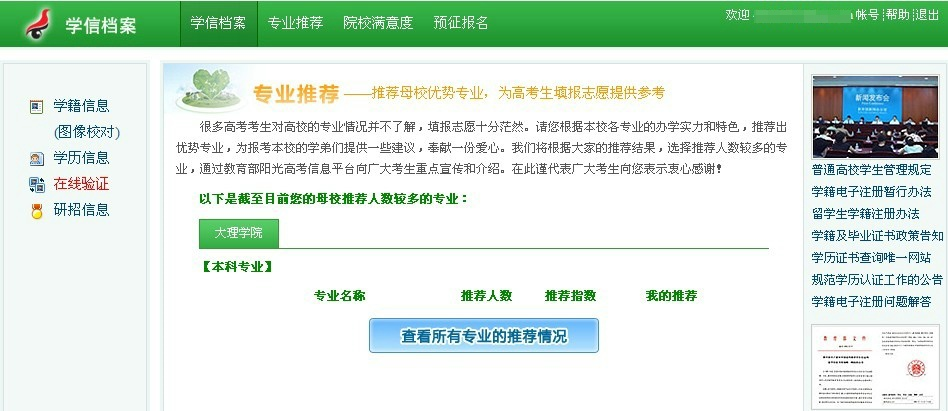 学信档案
学信档案 专业推荐 院校满意度 预征报名
欢迎 帐号 | 帮助 | 退出
学籍信息
(图像校对)
学历信息
在线验证
研招信息
专业推荐 ——推荐母校优势专业，为高考生填报志愿提供参考
很多高考考生对高校的专业情况并不了解，填报志愿十分茫然。请您根据本校各专业的办学实力和特色，推荐出
优势专业，为报考本校的学弟们提供一些建议，奉献一份爱心。我们将根据大家的推荐结果，选择推荐人数较多的专
业，通过教育部阳光高考信息平台向广大考生重点宣传和介绍。在此谨代表广大考生向您表示衷心感谢！
以下是截至目前您的母校推荐人数较多的专业：
大理学院
【本科专业】
专业名称 推荐人数 推荐指数 我的推荐
查看所有专业的推荐情况
新闻发布会
普通高校学生管理规定
学籍电子注册暂行办法
留学生学籍注册办法
学籍及毕业证书政策告知
学历证书查询唯一网站
规范学历认证工作的公告
学籍电子注册问题解答